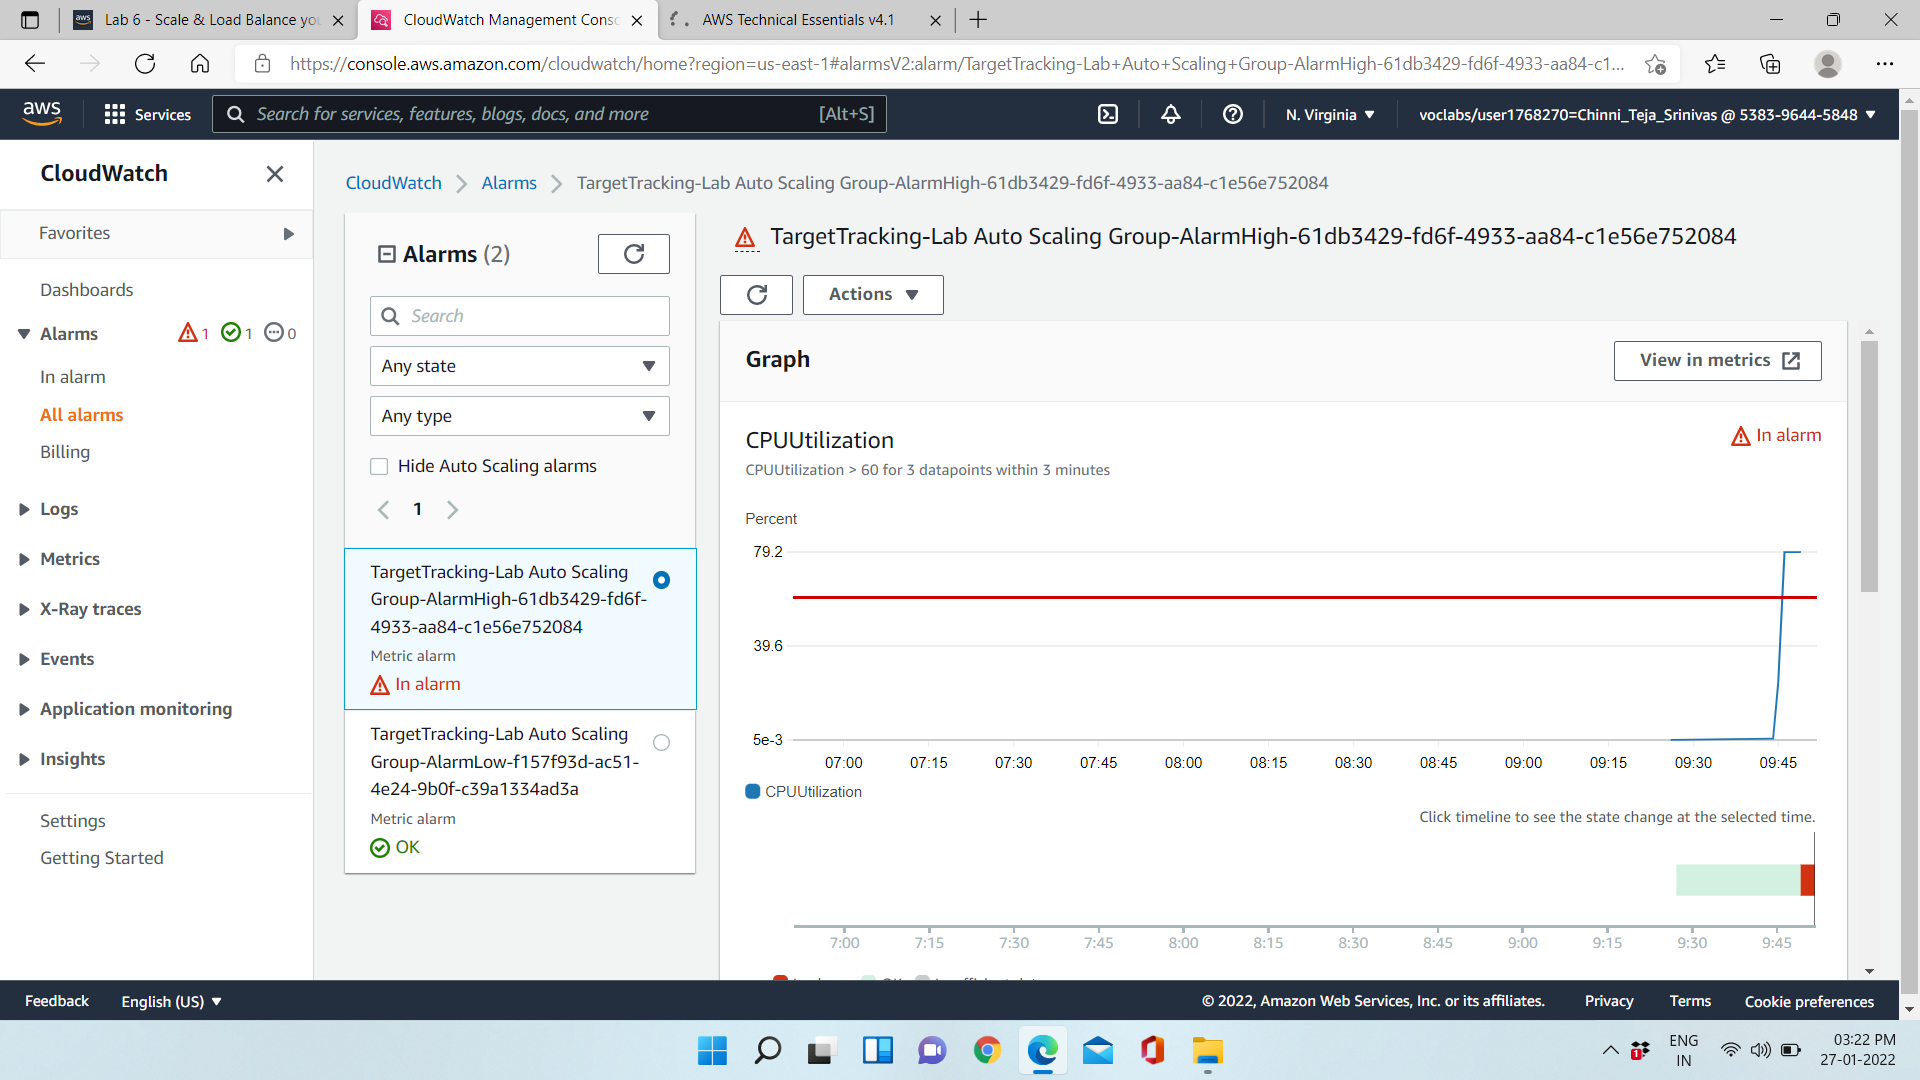 Lab 6 - Scale & Load Balance you
CloudWatch Management Conso
AWS Technical Essentials v4.1
https://console.aws.amazon.com/cloudwatch/home?region=us-east-1#alarmsV2:alarm/TargetTracking-Lab+Auto+Scaling+Group-AlarmHigh-61db3429-fd6f-4933-aa84-c1...
aws
Services
Search for services, features, blogs, docs, and more
[Alt+S]
N. Virginia
voclabs/user1768270=Chinni_Teja_Srinivas @ 5383-9644-5848
CloudWatch
Favorites
Dashboards
Alarms
1
1
0
In alarm
All alarms
Billing
Logs
Metrics
X-Ray traces
Events
Application monitoring
Insights
Settings
Getting Started
CloudWatch
Alarms
TargetTracking-Lab Auto Scaling Group-AlarmHigh-61db3429-fd6f-4933-aa84-c1e56e752084
Alarms (2)
Search
Any state
Any type
Hide Auto Scaling alarms
1
TargetTracking-Lab Auto Scaling
Group-AlarmHigh-61db3429-fd6f-
4933-aa84-c1e56e752084
Metric alarm
In alarm
TargetTracking-Lab Auto Scaling
Group-AlarmLow-f157f93d-ac51-
4e24-9b0f-c39a1334ad3a
Metric alarm
OK
TargetTracking-Lab Auto Scaling Group-AlarmHigh-61db3429-fd6f-4933-aa84-c1e56e752084
Actions
Graph
View in metrics
CPUUtilization
In alarm
CPUUtilization > 60 for 3 datapoints within 3 minutes
Percent
79.2
39.6
5e-3
07:00 07:15 07:30 07:45 08:00 08:15 08:30 08:45 09:00 09:15 09:30 09:45
CPUUtilization
Click timeline to see the state change at the selected time.
7:00 7:15 7:30 7:45 8:00 8:15 8:30 8:45 9:00 9:15 9:30 9:45
Feedback
English (US)
© 2022, Amazon Web Services, Inc. or its affiliates.
Privacy
Terms
Cookie preferences
1
ENG
IN
03:22 PM
27-01-2022